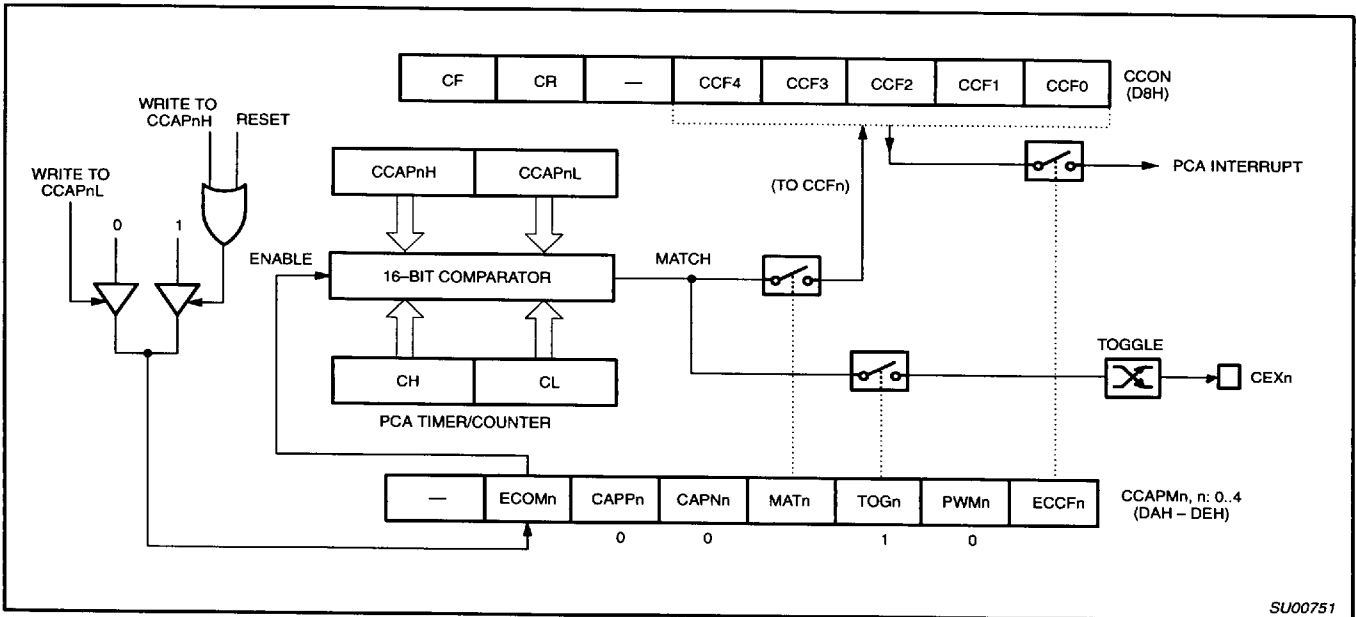 CF CR — CCF4 CCF3 CCF2 CCF1 CCF0
CCON
(D8H)
WRITE TO
CCAPnH
RESET
WRITE TO
CCAPnL
0 1
CCAPnH CCAPnL
(TO CCFn)
PCA INTERRUPT
ENABLE
16–BIT COMPARATOR
MATCH
CH CL
PCA TIMER/COUNTER
TOGGLE
CEXn
— ECOMn CAPPn CAPNn MATn TOGn PWMn ECCFn
CCAPMn, n: 0..4
(DAH – DEH)
0 0 1 0
SU00751